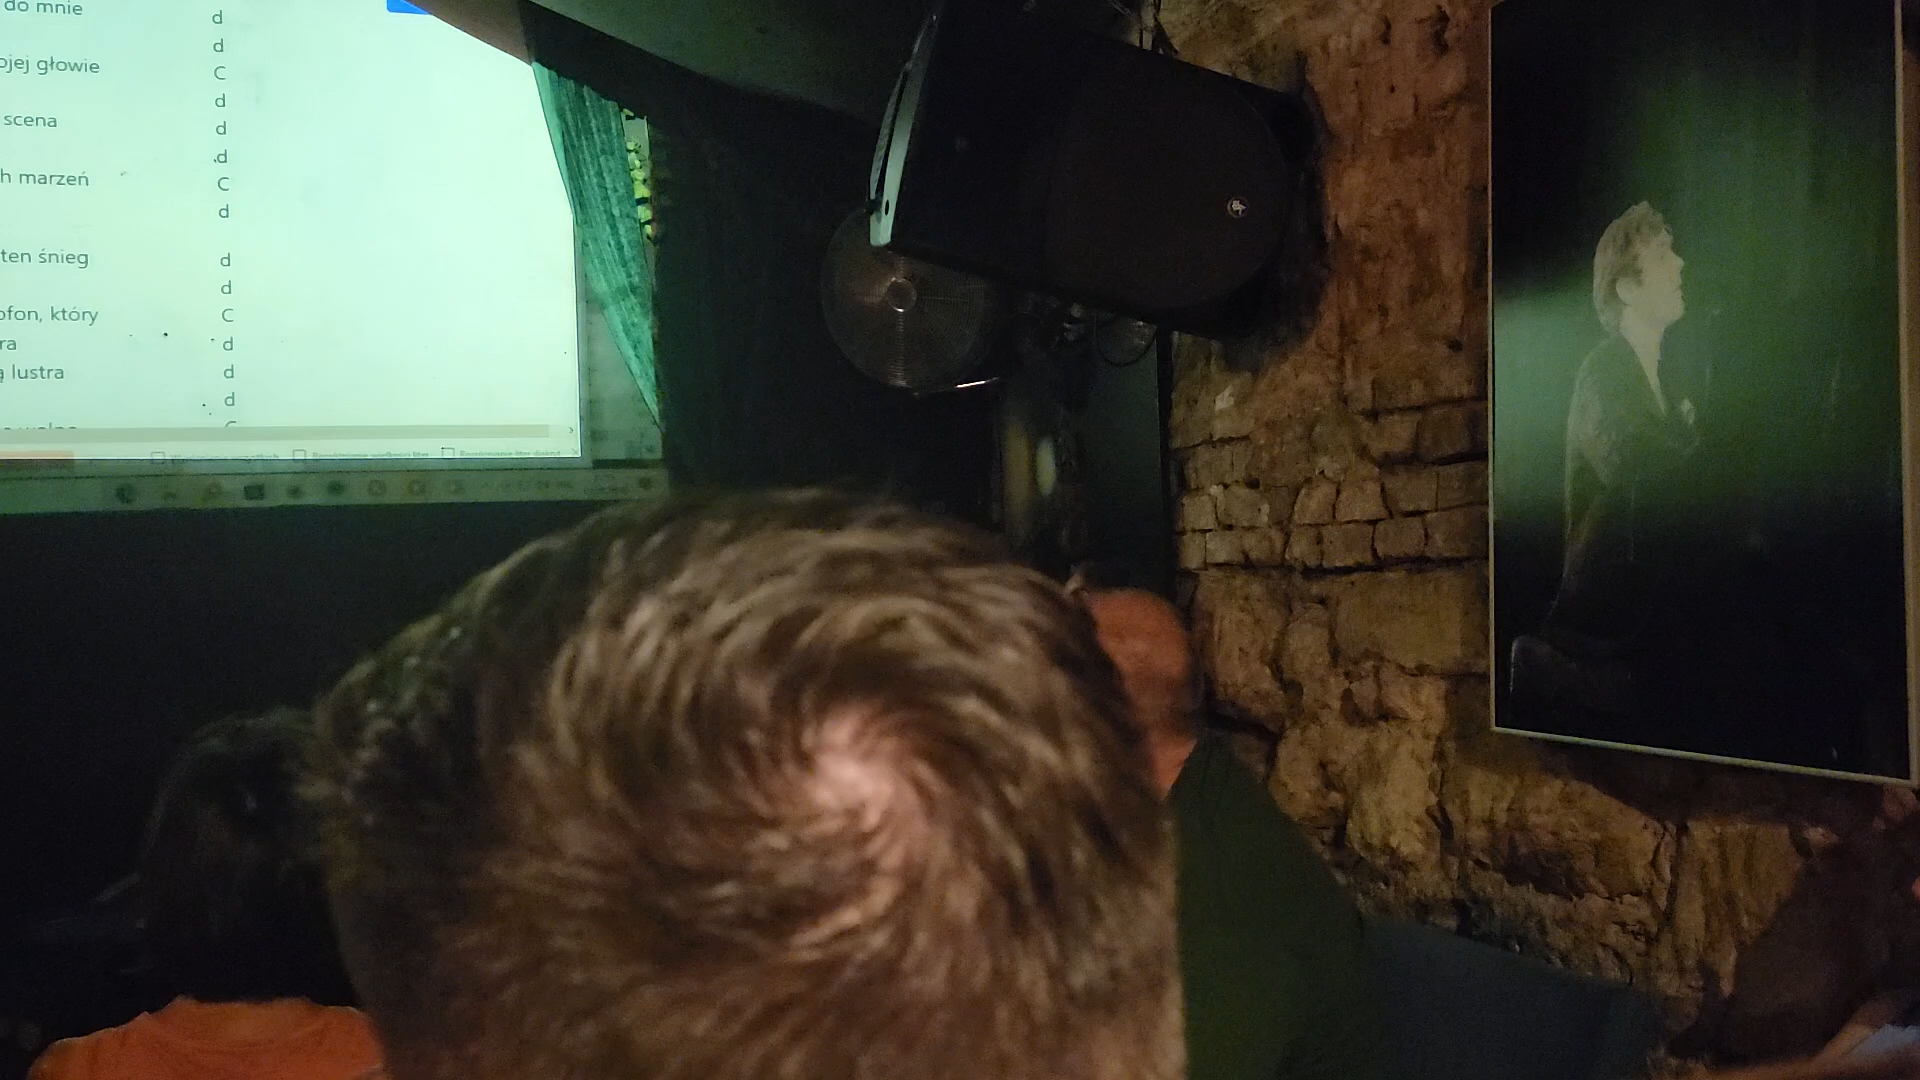 do mnie d
d
ojej głowie C
d
scena d
d
h marzeń C
d
ten śnieg d
d
ofon, który C
ra d
ą lustra d
d